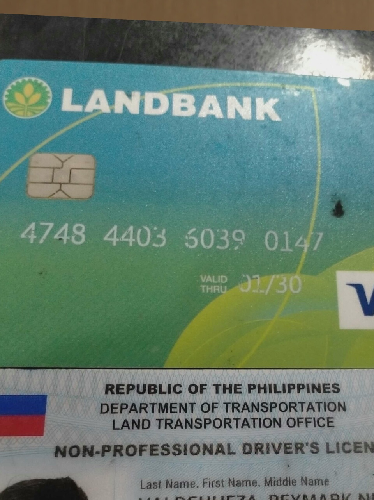 LANDBANK
4748 4403 6039 0147
VALID
THRU 01/30
REPUBLIC OF THE PHILIPPINES
DEPARTMENT OF TRANSPORTATION
LAND TRANSPORTATION OFFICE
NON-PROFESSIONAL DRIVER'S LICEN
Last Name, First Name, Middle Name